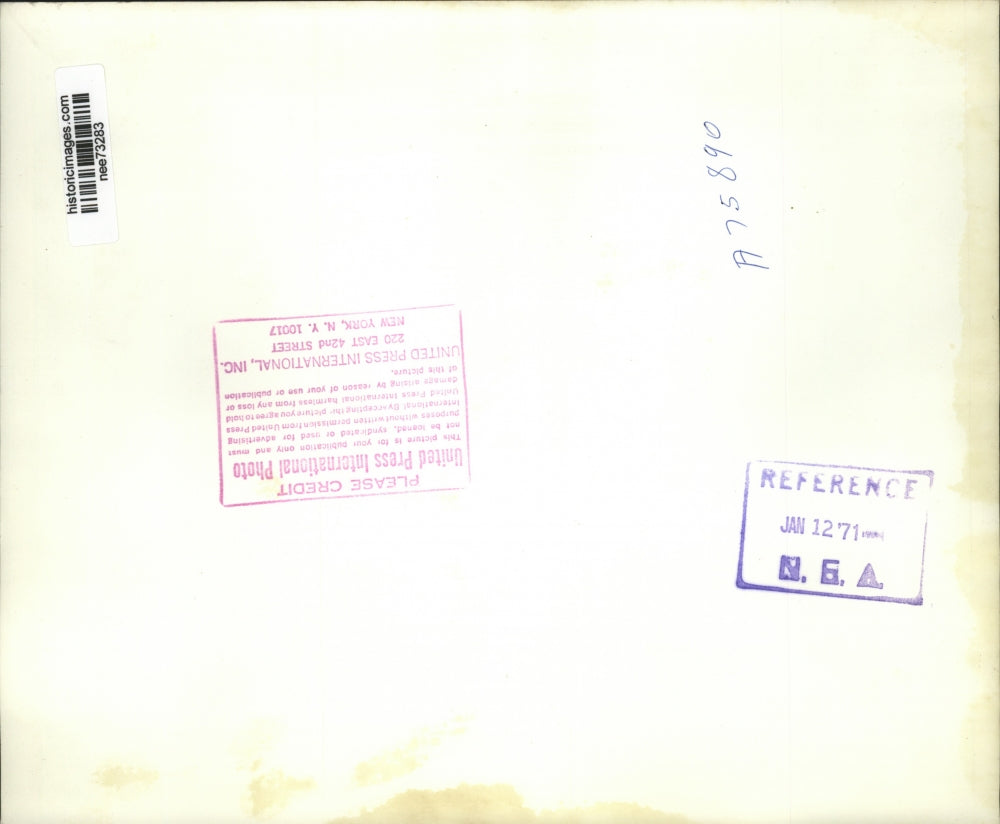 historicimages.com
nee73283
A 75890
PLEASE CREDIT
United Press International Photo
This picture is for your publication only and must
not be loaned, syndicated or used for advertising
purposes without written permission from United Press
International By accepting this picture you agree to hold
United Press International harmless from any loss or
damage arising by reason of your use or publication
of this picture.
UNITED PRESS INTERNATIONAL, INC.
220 EAST 42nd STREET
NEW YORK, N. Y. 10017
REFERENCE
JAN 12 '71
N. E. A.